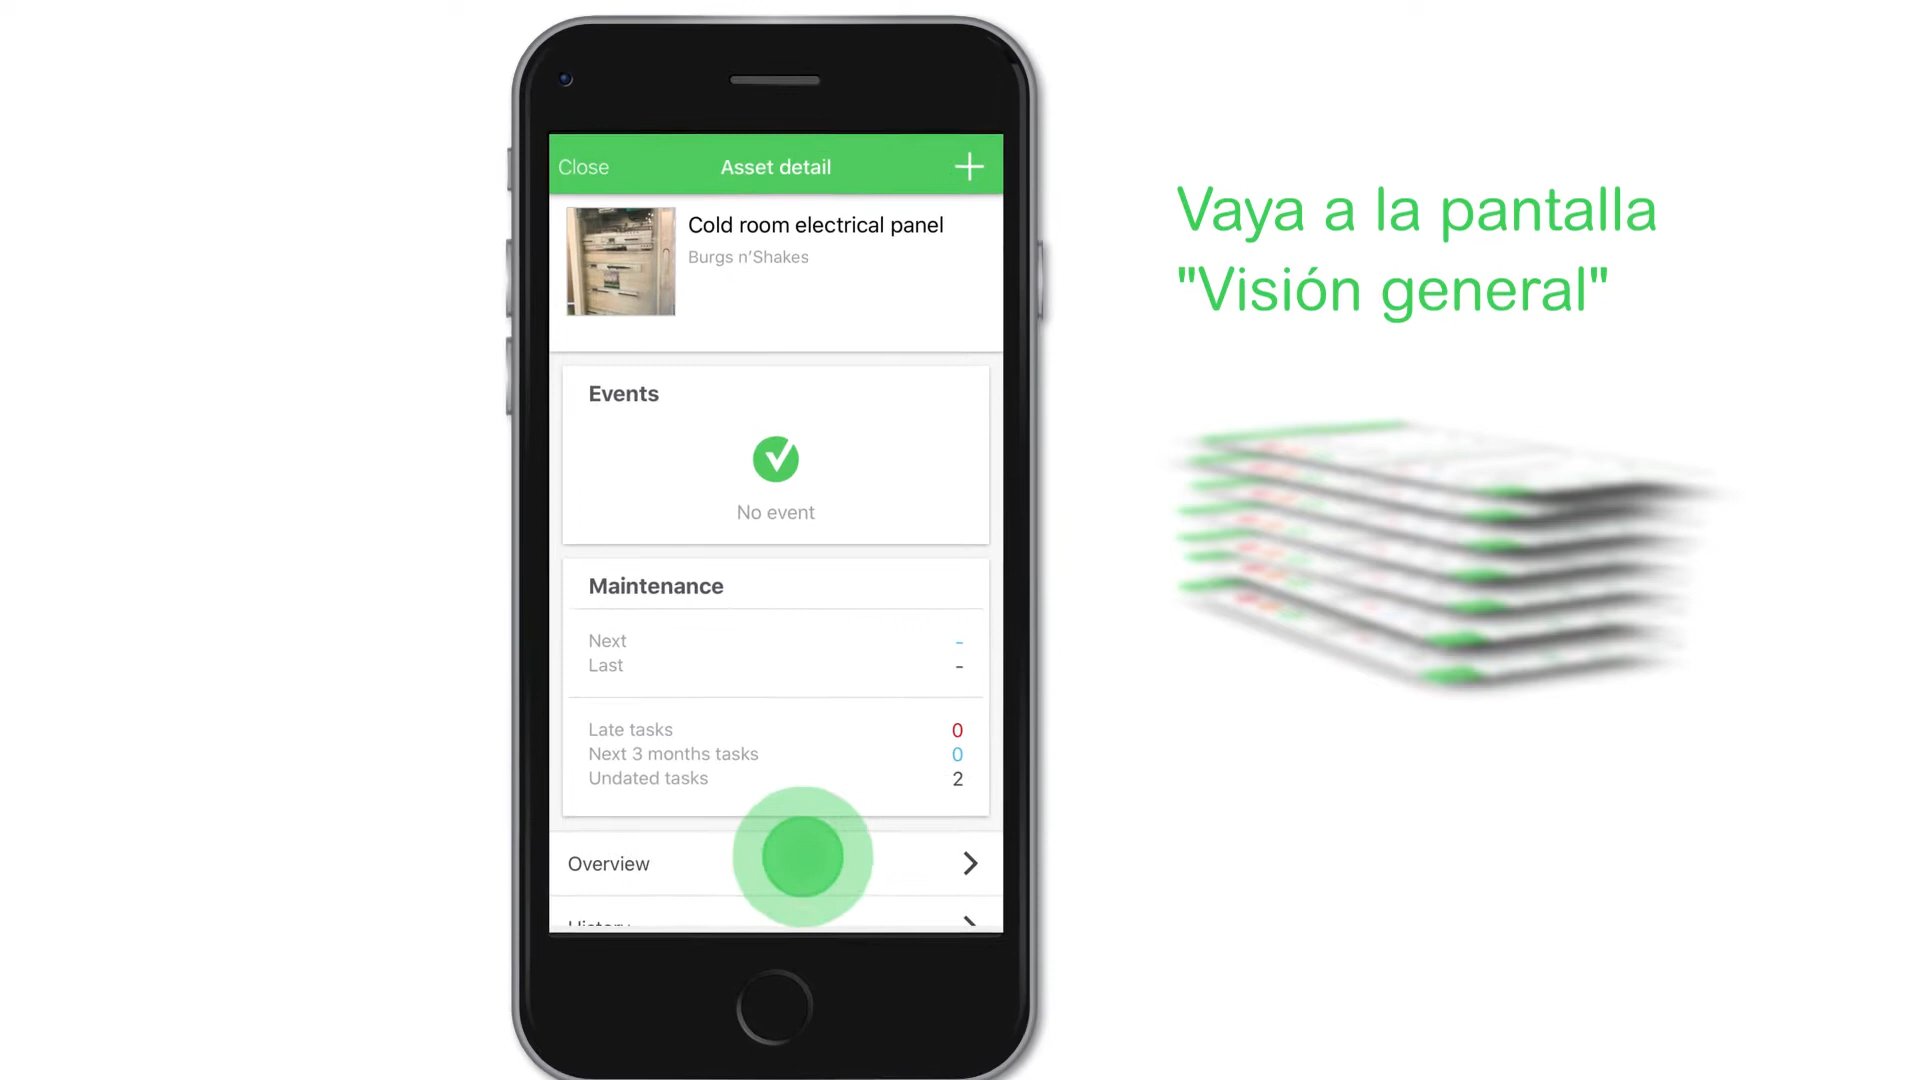 Close
Asset detail
Cold room electrical panel
Burgs n'Shakes
Events
No event
Maintenance
Next -
Last -
Late tasks 0
Next 3 months tasks 0
Undated tasks 2
Overview
History
Vaya a la pantalla
"Visión general"